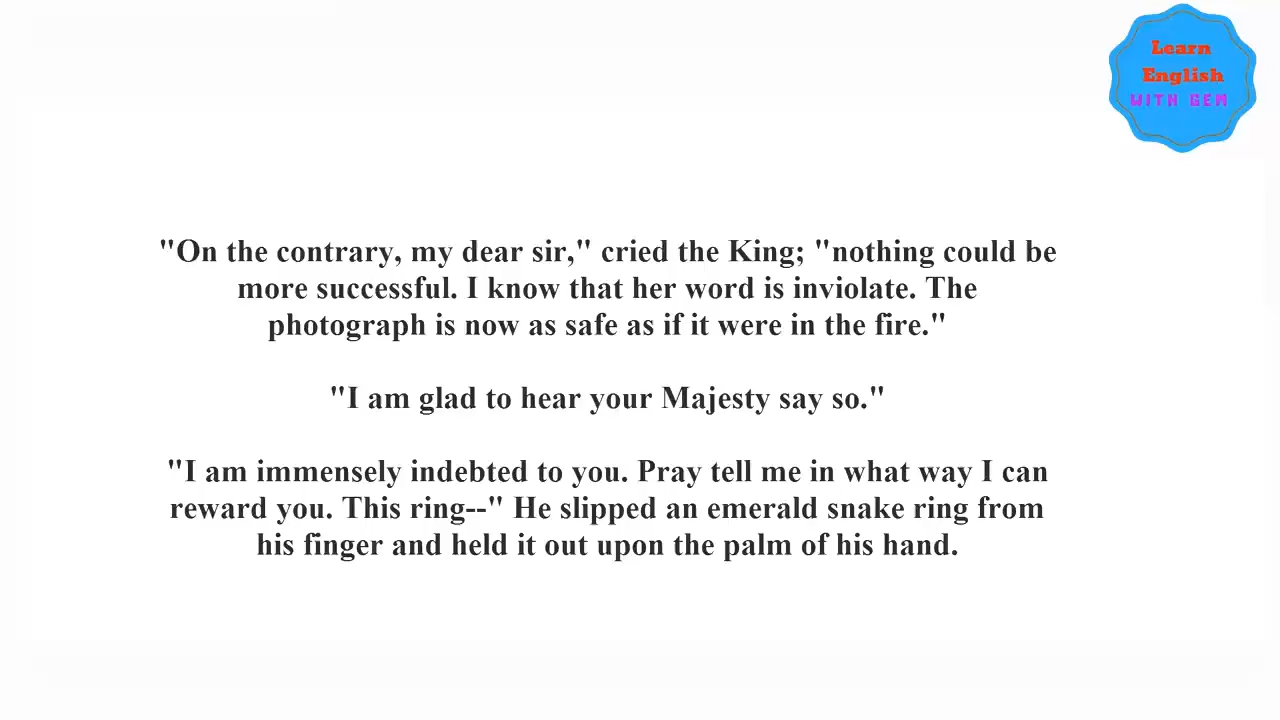 Learn
English
WITH GEM
"On the contrary, my dear sir," cried the King; "nothing could be
more successful. I know that her word is inviolate. The
photograph is now as safe as if it were in the fire."
"I am glad to hear your Majesty say so."
"I am immensely indebted to you. Pray tell me in what way I can
reward you. This ring--" He slipped an emerald snake ring from
his finger and held it out upon the palm of his hand.